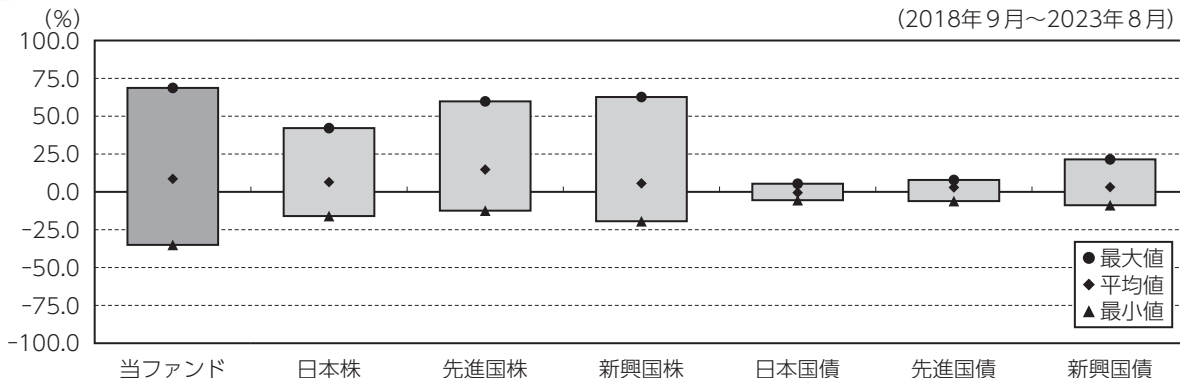 (%)
(2018年9月~2023年8月)
100.0
75.0
50.0
25.0
0.0
-25.0
-50.0
-75.0
-100.0
最大値
平均値
最小値
当ファンド 日本株 先進国株 新興国株 日本国債 先進国債 新興国債